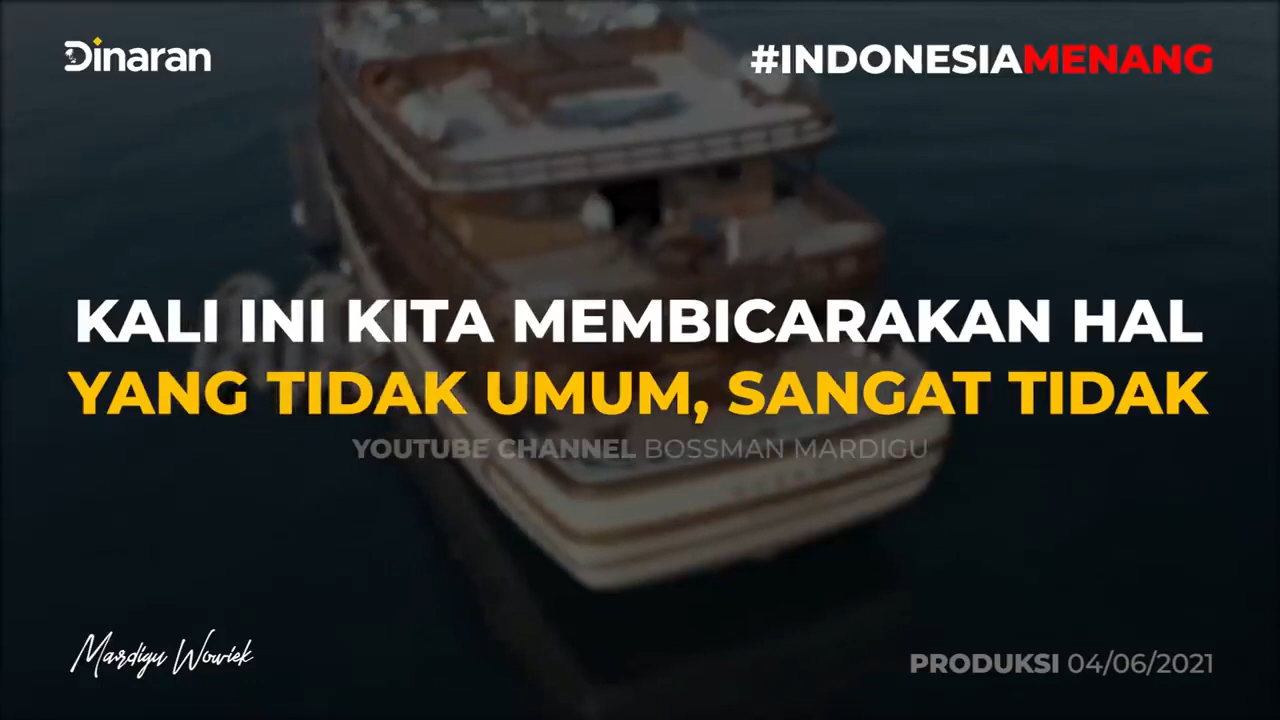 Dinaran
#INDONESIAMENANG
KALI INI KITA MEMBICARAKAN HAL
YANG TIDAK UMUM, SANGAT TIDAK
YOUTUBE CHANNEL BOSSMAN MARDIGU
Mardigu Wowiek
PRODUKSI 04/06/2021